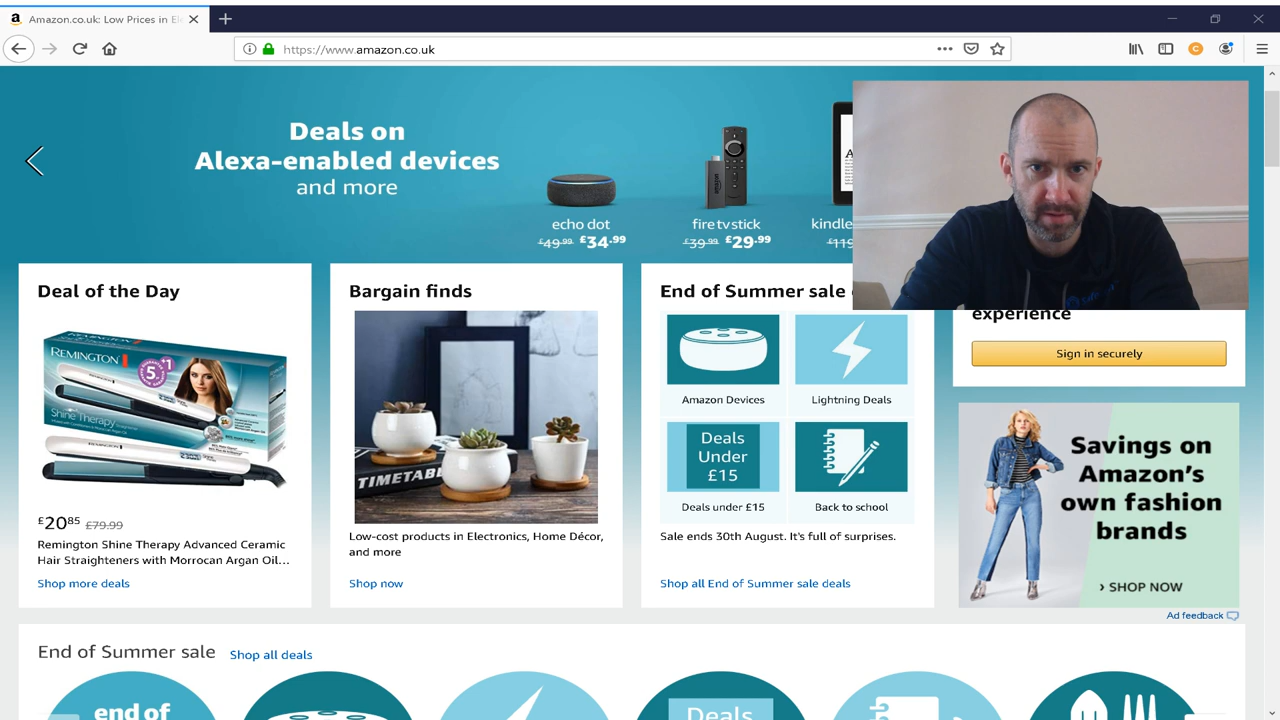 Amazon.co.uk: Low Prices in Ele
https://www.amazon.co.uk
Deals on
Alexa-enabled devices
and more
echo dot
£49.99 £34.99
fire tv stick
£39.99 £29.99
kindle
£119
Deal of the Day
REMINGTON
5 +1
Shine Therapy
REMINGTON
£20.85 £79.99
Remington Shine Therapy Advanced Ceramic
Hair Straighteners with Morrocan Argan Oil…
Shop more deals
Bargain finds
TIMETABLE
Low-cost products in Electronics, Home Décor,
and more
Shop now
End of Summer sale
Amazon Devices
Lightning Deals
Deals
Under
£15
Deals under £15
Back to school
Sale ends 30th August. It's full of surprises.
Shop all End of Summer sale deals
experience
Sign in securely
Savings on
Amazon's
own fashion
brands
› SHOP NOW
Ad feedback
End of Summer sale Shop all deals
end of
Deals